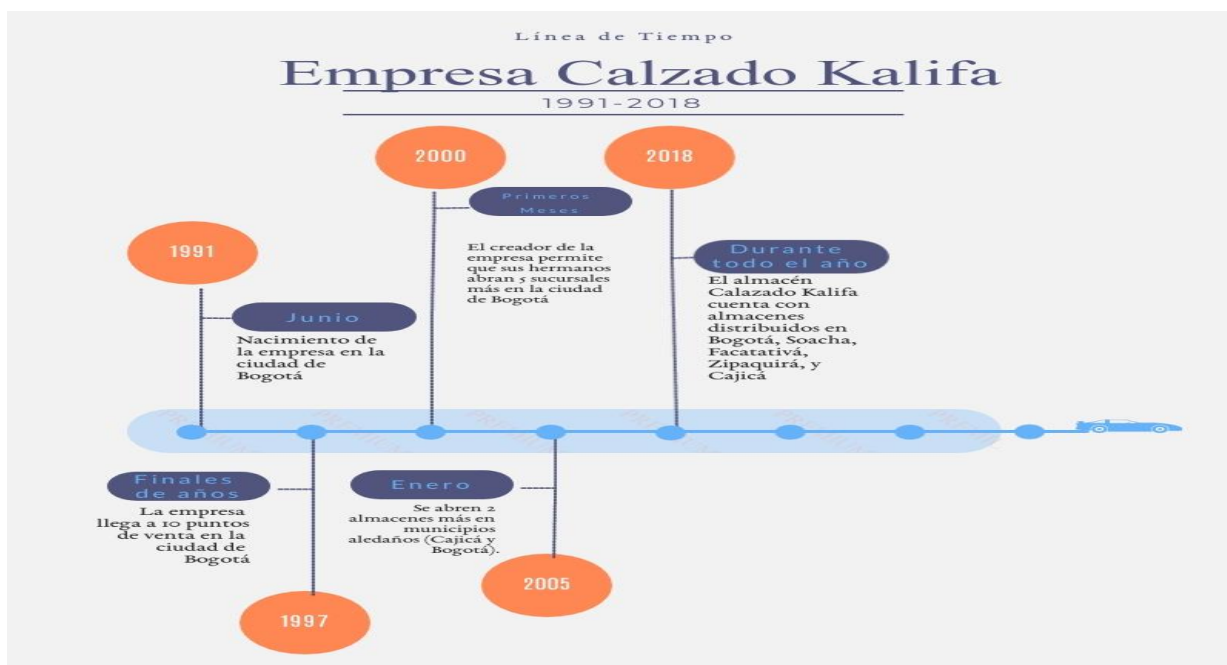 Línea de Tiempo
Empresa Calzado Kalifa
1991-2018
1991
Junio
Nacimiento de
la empresa en la
ciudad de
Bogotá
Finales
de años
La empresa
llega a 10 puntos
de venta en la
ciudad de
Bogotá
1997
2000
Primeros
Meses
El creador de la
empresa permite
que sus hermanos
abran 5 sucursales
más en la ciudad
de Bogotá
Enero
Se abren 2
almacenes más en
municipios
aledaños (Cajicá y
Bogotá).
2005
2018
Durante
todo el año
El almacén
Calazado Kalifa
cuenta con
almacenes
distribuidos en
Bogotá, Soacha,
Facatativá,
Zipaquirá, y
Cajicá